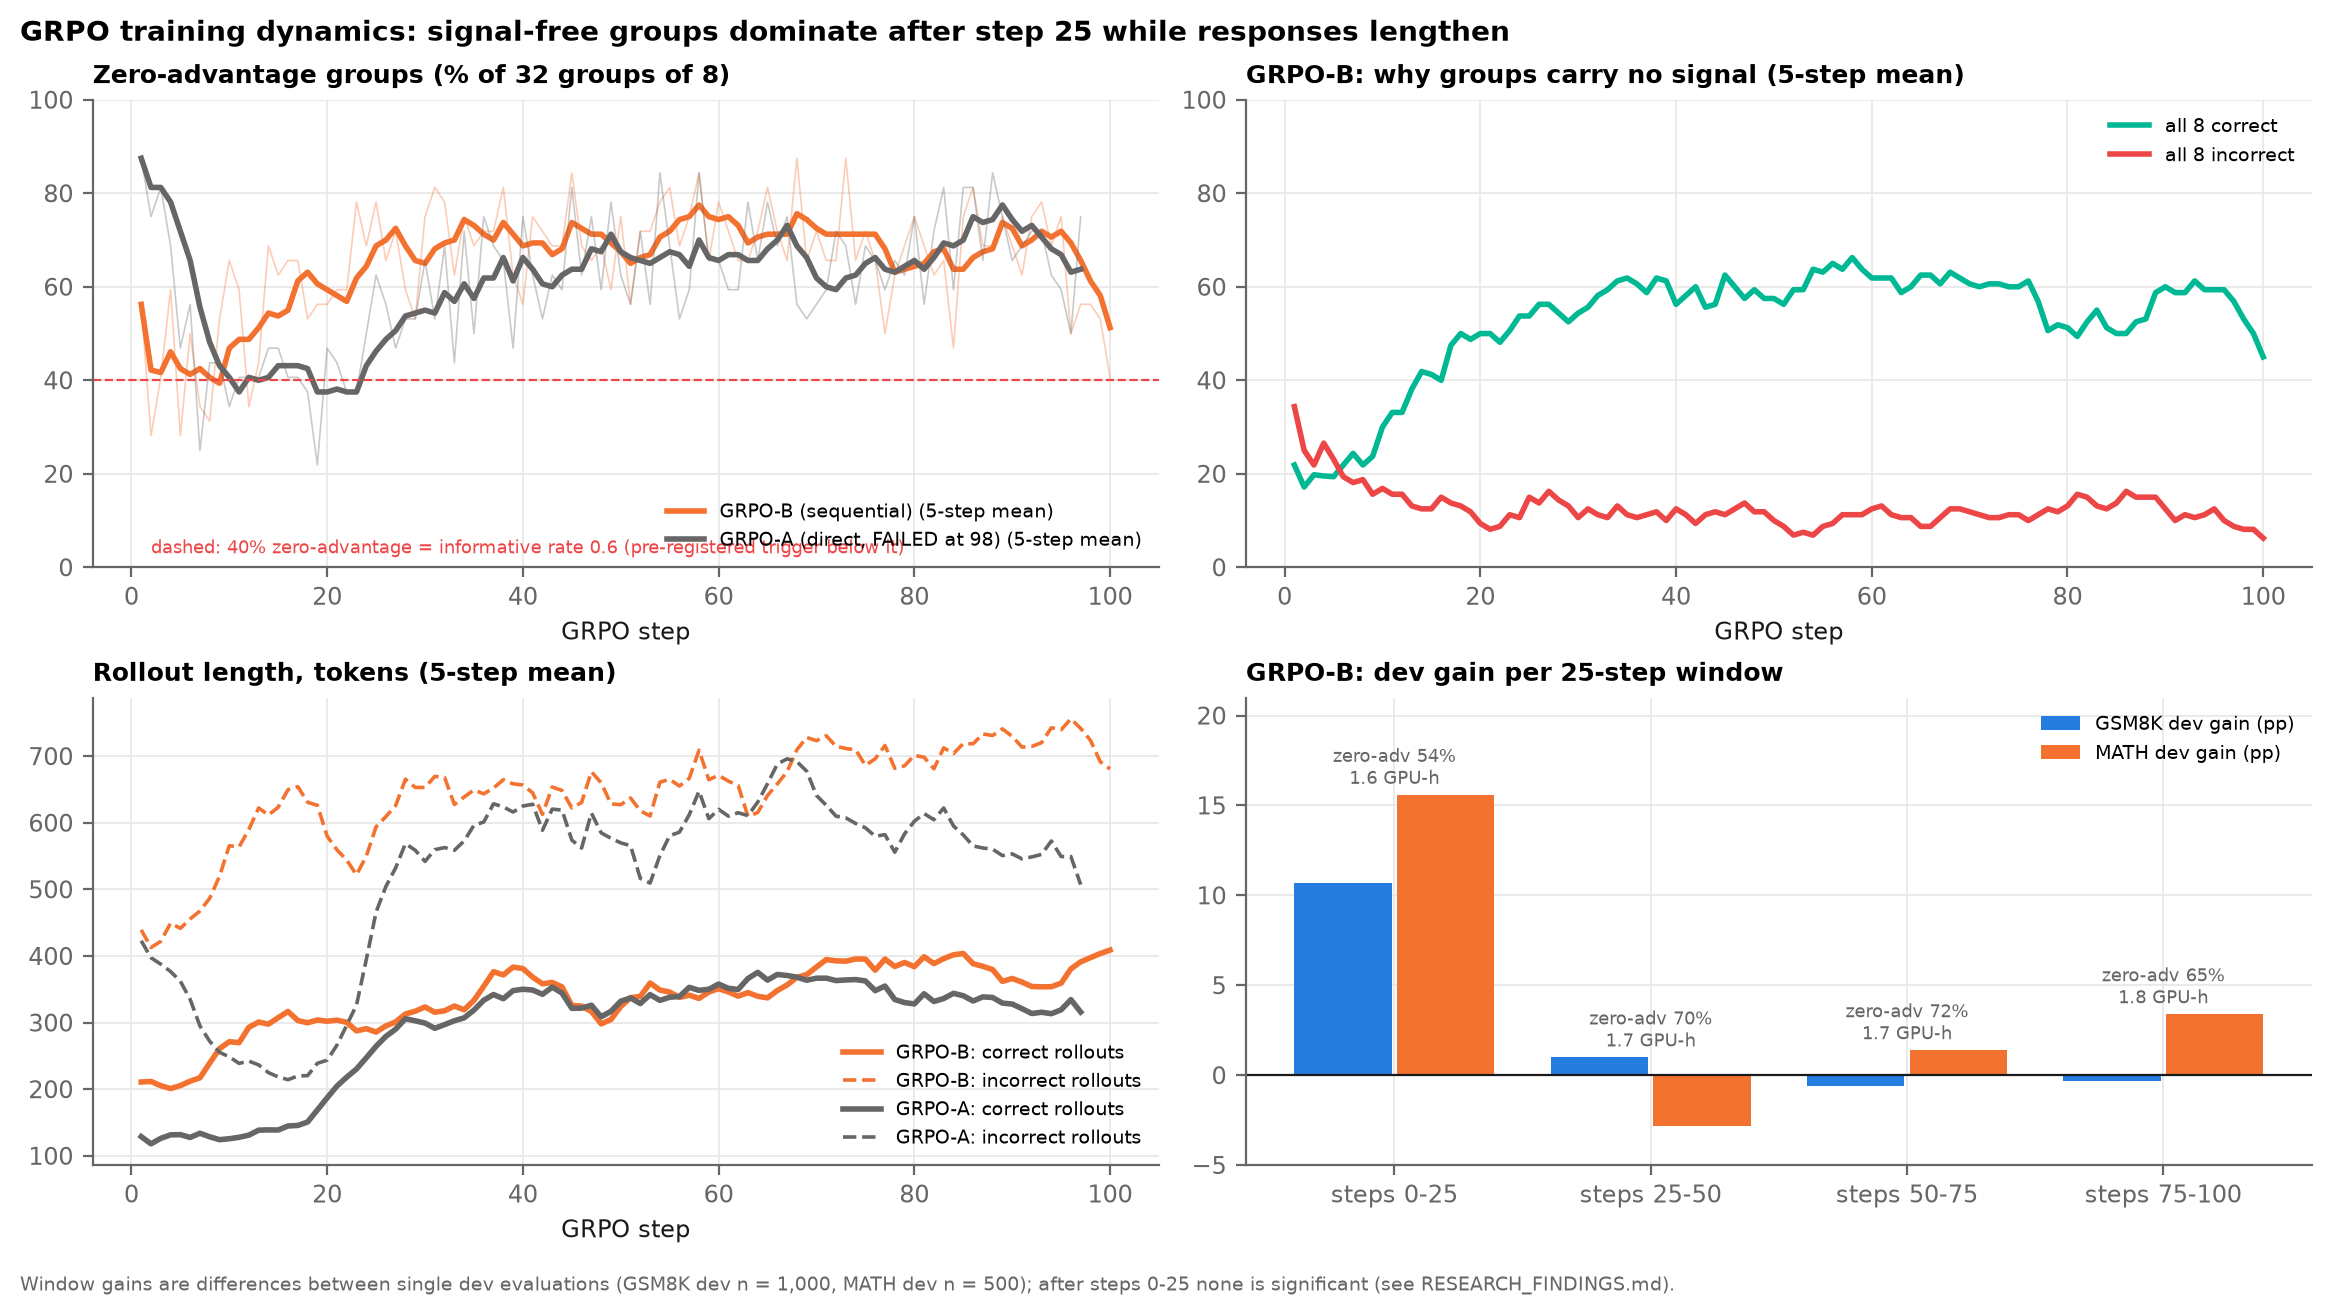 GRPO training dynamics: signal-free groups dominate after step 25 while responses lengthen
Zero-advantage groups (% of 32 groups of 8)
100
80
60
40
20
0
GRPO-B (sequential) (5-step mean)
GRPO-A (direct, FAILED at 98) (5-step mean)
dashed: 40% zero-advantage = informative rate 0.6 (pre-registered trigger below it)
0 20 40 60 80 100
GRPO step
GRPO-B: why groups carry no signal (5-step mean)
100
80
60
40
20
0
all 8 correct
all 8 incorrect
0 20 40 60 80 100
GRPO step
Rollout length, tokens (5-step mean)
700
600
500
400
300
200
100
GRPO-B: correct rollouts
GRPO-B: incorrect rollouts
GRPO-A: correct rollouts
GRPO-A: incorrect rollouts
0 20 40 60 80 100
GRPO step
GRPO-B: dev gain per 25-step window
20
15
10
5
0
−5
GSM8K dev gain (pp)
MATH dev gain (pp)
zero-adv 54%
1.6 GPU-h
zero-adv 70%
1.7 GPU-h
zero-adv 72%
1.7 GPU-h
zero-adv 65%
1.8 GPU-h
steps 0-25 steps 25-50 steps 50-75 steps 75-100
Window gains are differences between single dev evaluations (GSM8K dev n = 1,000, MATH dev n = 500); after steps 0-25 none is significant (see RESEARCH_FINDINGS.md).